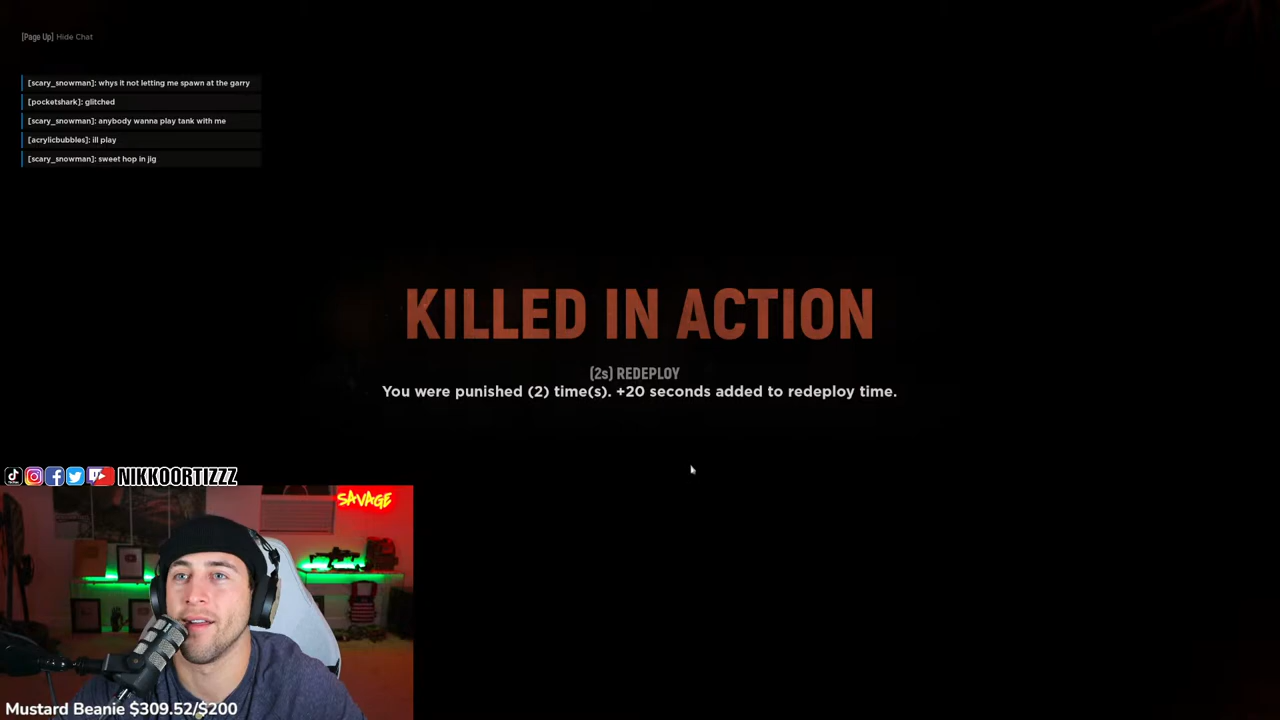 [Page Up] Hide Chat
[scary_snowman]: whys it not letting me spawn at the garry
[pocketshark]: glitched
[scary_snowman]: anybody wanna play tank with me
[acrylicbubbles]: ill play
[scary_snowman]: sweet hop in jig
KILLED IN ACTION
(2s) REDEPLOY
You were punished (2) time(s). +20 seconds added to redeploy time.
NIKKOORTIZZZ
SAVAGE
Mustard Beanie $309.52/$200